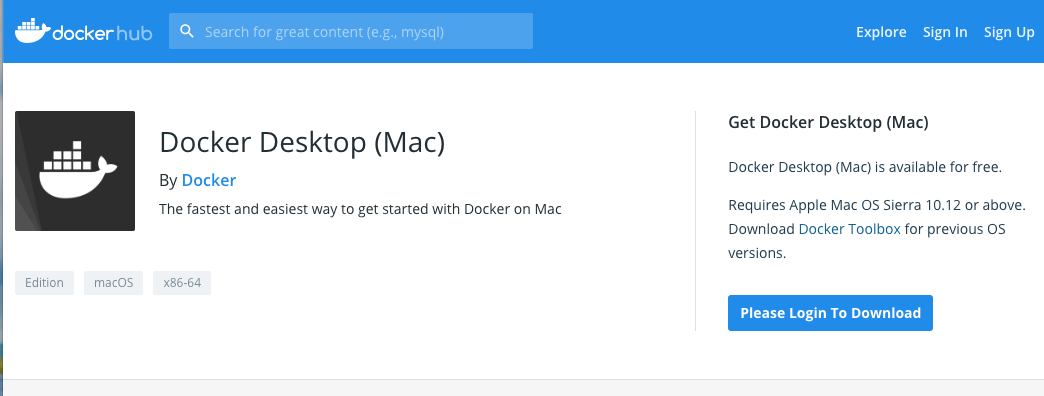 dockerhub
Search for great content (e.g., mysql)
Explore
Sign In
Sign Up
Docker Desktop (Mac)
By Docker
The fastest and easiest way to get started with Docker on Mac
Edition
macOS
x86-64
Get Docker Desktop (Mac)
Docker Desktop (Mac) is available for free.
Requires Apple Mac OS Sierra 10.12 or above.
Download Docker Toolbox for previous OS
versions.
Please Login To Download